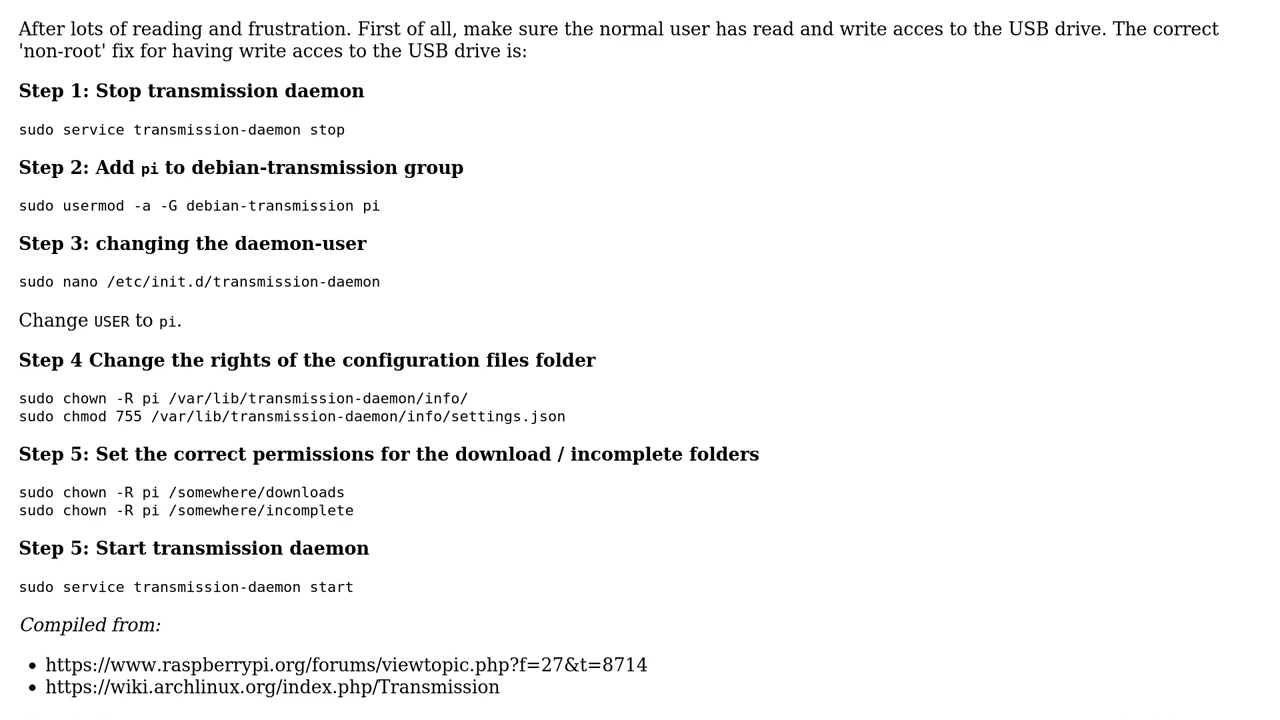 After lots of reading and frustration. First of all, make sure the normal user has read and write acces to the USB drive. The correct
'non-root' fix for having write acces to the USB drive is:
Step 1: Stop transmission daemon
sudo service transmission-daemon stop
Step 2: Add pi to debian-transmission group
sudo usermod -a -G debian-transmission pi
Step 3: changing the daemon-user
sudo nano /etc/init.d/transmission-daemon
Change USER to pi.
Step 4 Change the rights of the configuration files folder
sudo chown -R pi /var/lib/transmission-daemon/info/
sudo chmod 755 /var/lib/transmission-daemon/info/settings.json
Step 5: Set the correct permissions for the download / incomplete folders
sudo chown -R pi /somewhere/downloads
sudo chown -R pi /somewhere/incomplete
Step 5: Start transmission daemon
sudo service transmission-daemon start
Compiled from:
• https://www.raspberrypi.org/forums/viewtopic.php?f=27&t=8714
• https://wiki.archlinux.org/index.php/Transmission